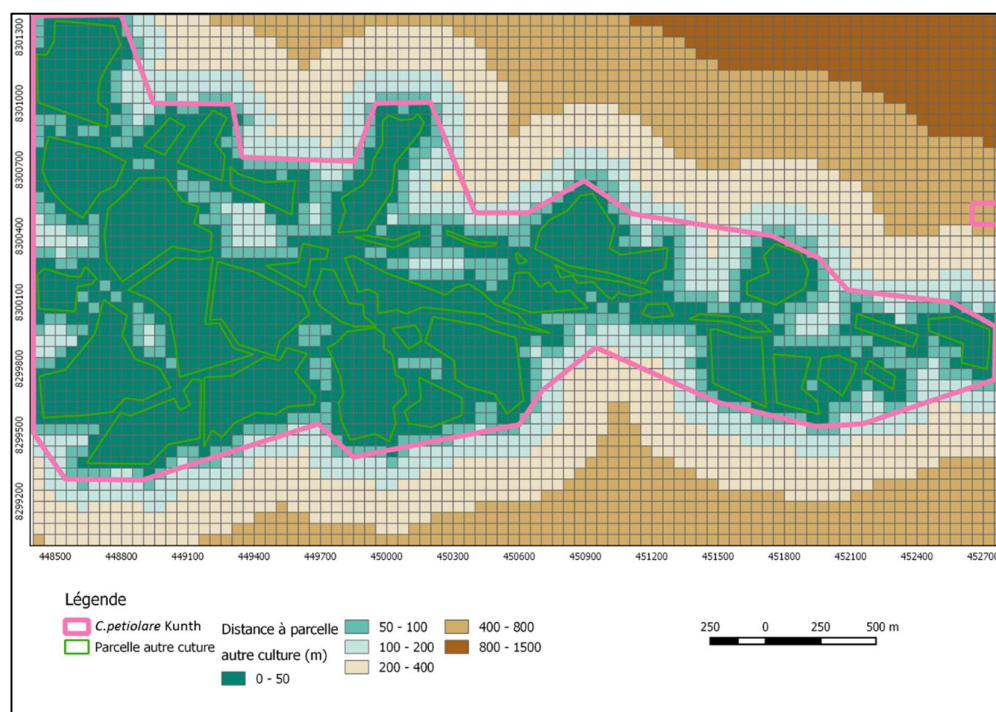 8301300
8301000
8300700
8300400
8300100
8299800
8299500
8299200
448500 448800 449100 449400 449700 450000 450300 450600 450900 451200 451500 451800 452100 452400 452700
Légende
C.petiolare Kunth
Parcelle autre cuture
Distance à parcelle
autre culture (m)
0 - 50
50 - 100
100 - 200
200 - 400
400 - 800
800 - 1500
250 0 250 500 m